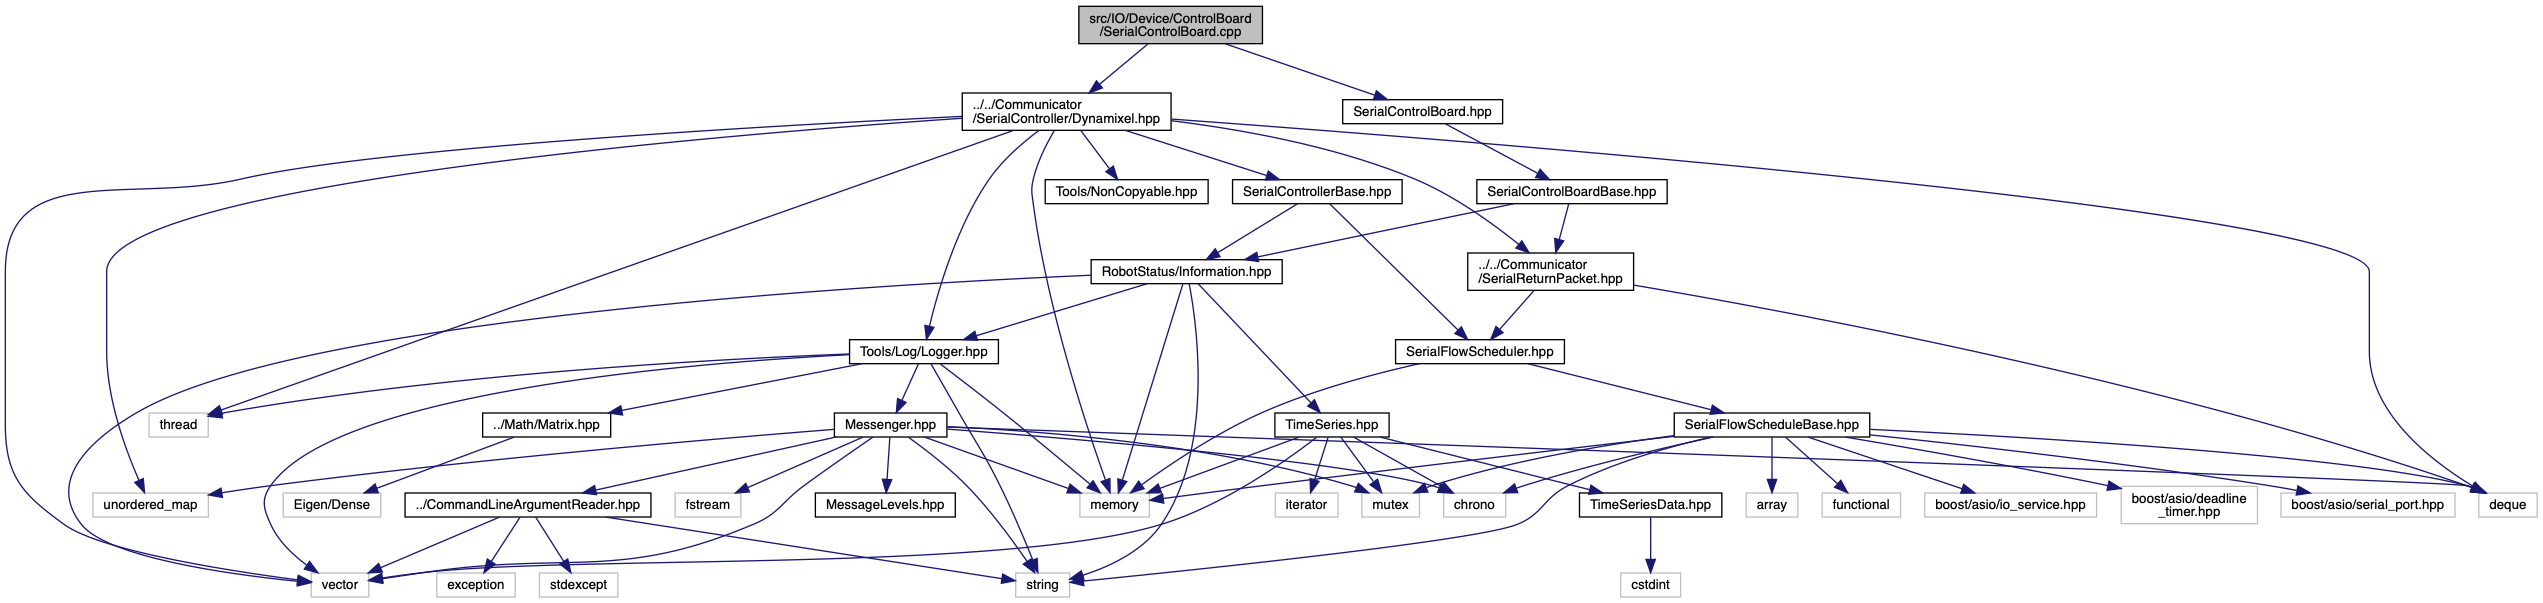 src/IO/Device/ControlBoard
/SerialControlBoard.cpp
../../Communicator
/SerialController/Dynamixel.hpp
SerialControlBoard.hpp
Tools/NonCopyable.hpp
SerialControllerBase.hpp
SerialControlBoardBase.hpp
RobotStatus/Information.hpp
../../Communicator
/SerialReturnPacket.hpp
Tools/Log/Logger.hpp
SerialFlowScheduler.hpp
thread
../Math/Matrix.hpp
Messenger.hpp
TimeSeries.hpp
SerialFlowScheduleBase.hpp
unordered_map
Eigen/Dense
../CommandLineArgumentReader.hpp
fstream
MessageLevels.hpp
memory
iterator
mutex
chrono
TimeSeriesData.hpp
array
functional
boost/asio/io_service.hpp
boost/asio/deadline
_timer.hpp
boost/asio/serial_port.hpp
deque
vector
exception
stdexcept
string
cstdint